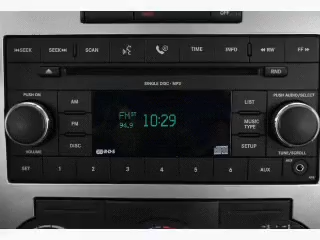 SEEK SEEK SCAN TIME INFO RW FF
RND
SINGLE DISC - MP3
PUSH ON PUSH AUDIO/SELECT
AM LIST
FM 10:29
94.9
FM MUSIC TYPE
DISC SETUP
VOLUME TUNE/SCROLL
SET 1 2 3 4 5 6 AUX